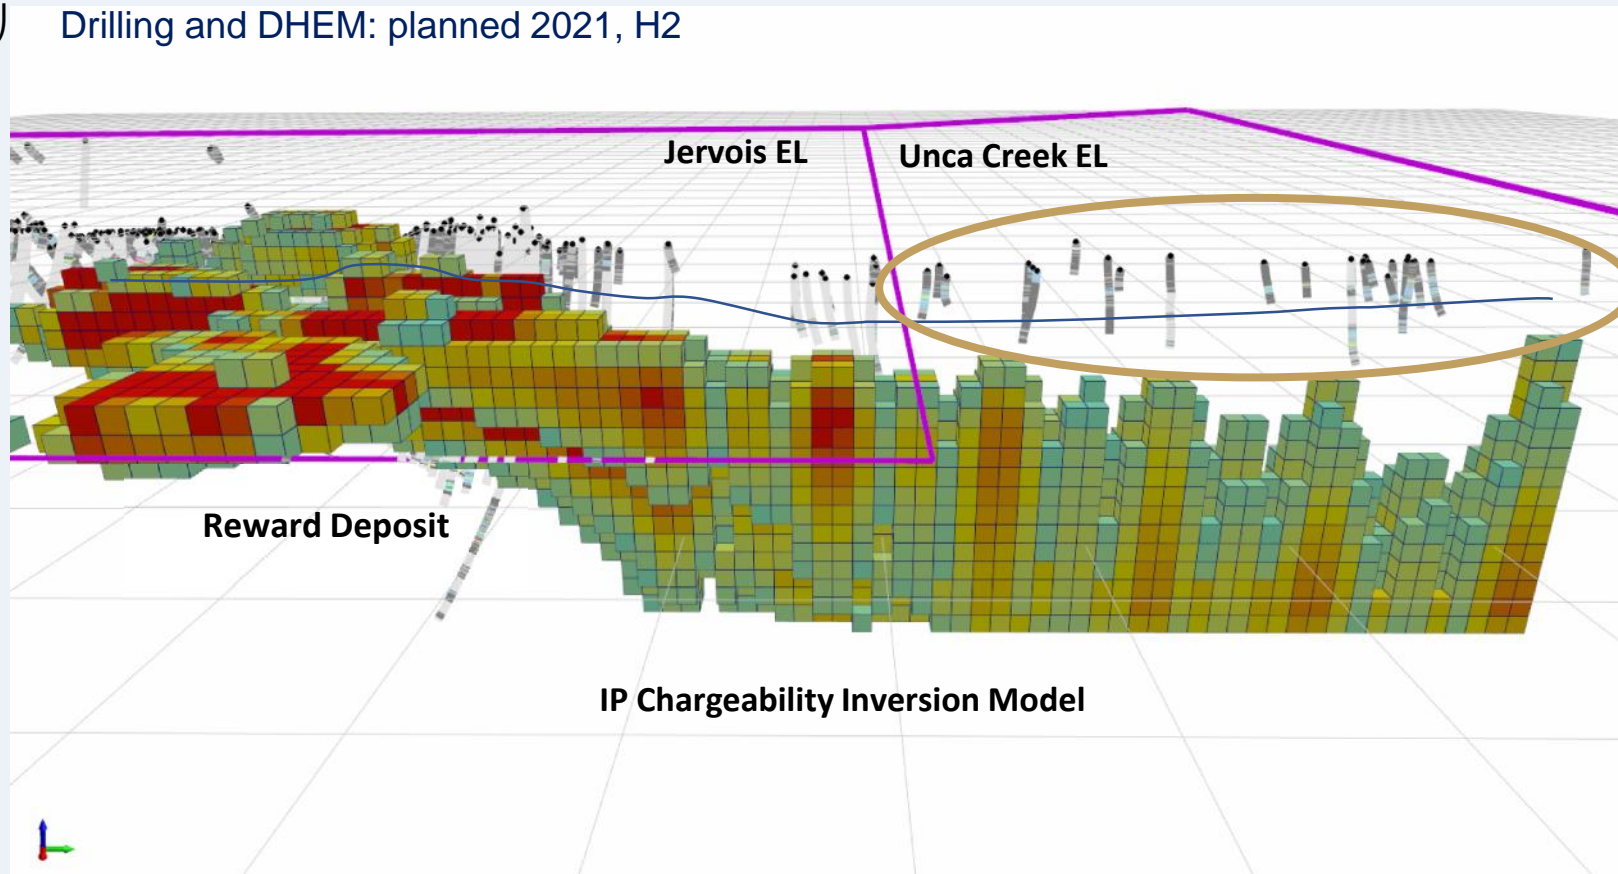 Drilling and DHEM: planned 2021, H2
Jervois EL
Unca Creek EL
Reward Deposit
IP Chargeability Inversion Model